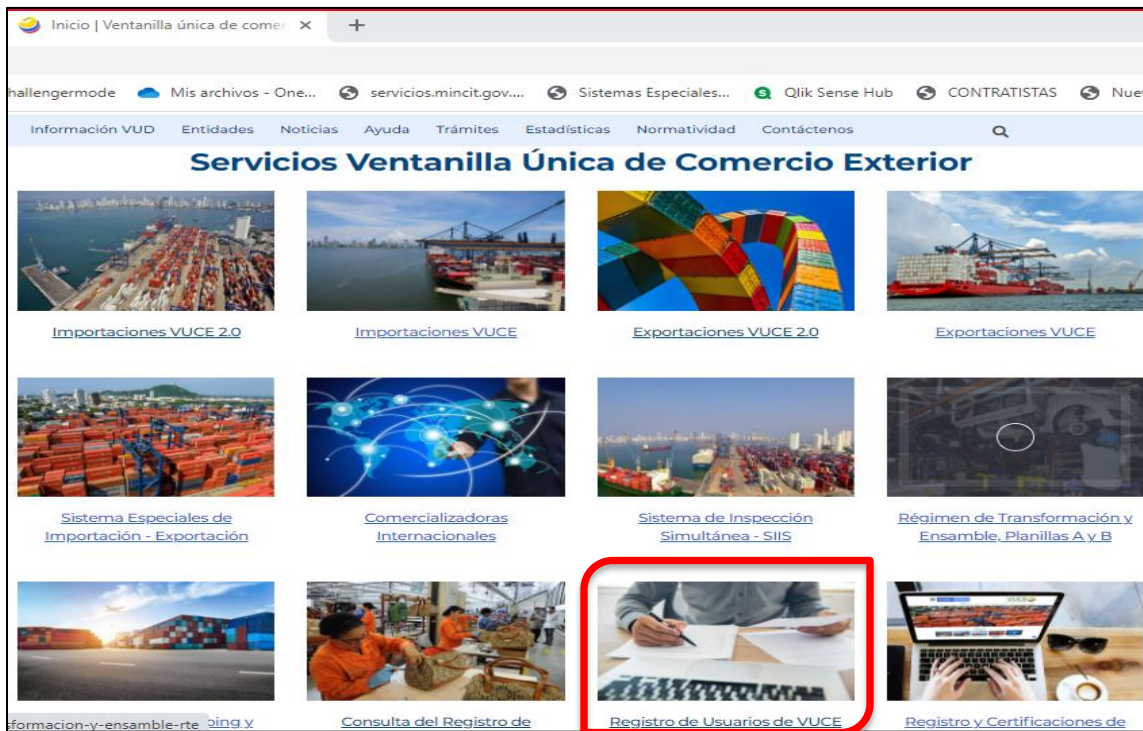 Inicio | Ventanilla única de comer
hallengermode Mis archivos - One... servicios.mincit.gov.... Sistemas Especiales... Qlik Sense Hub CONTRATISTAS Nuev
Información VUD Entidades Noticias Ayuda Trámites Estadísticas Normatividad Contáctenos
Servicios Ventanilla Única de Comercio Exterior
Importaciones VUCE 2.0 Importaciones VUCE Exportaciones VUCE 2.0 Exportaciones VUCE
Sistema Especiales de
Importación - Exportación
Comercializadoras
Internacionales
Sistema de Inspección
Simultánea - SIIS
Régimen de Transformación y
Ensamble, Planillas A y B
sformacion-y-ensamble-rte ping y Consulta del Registro de Registro de Usuarios de VUCE Registro y Certificaciones de